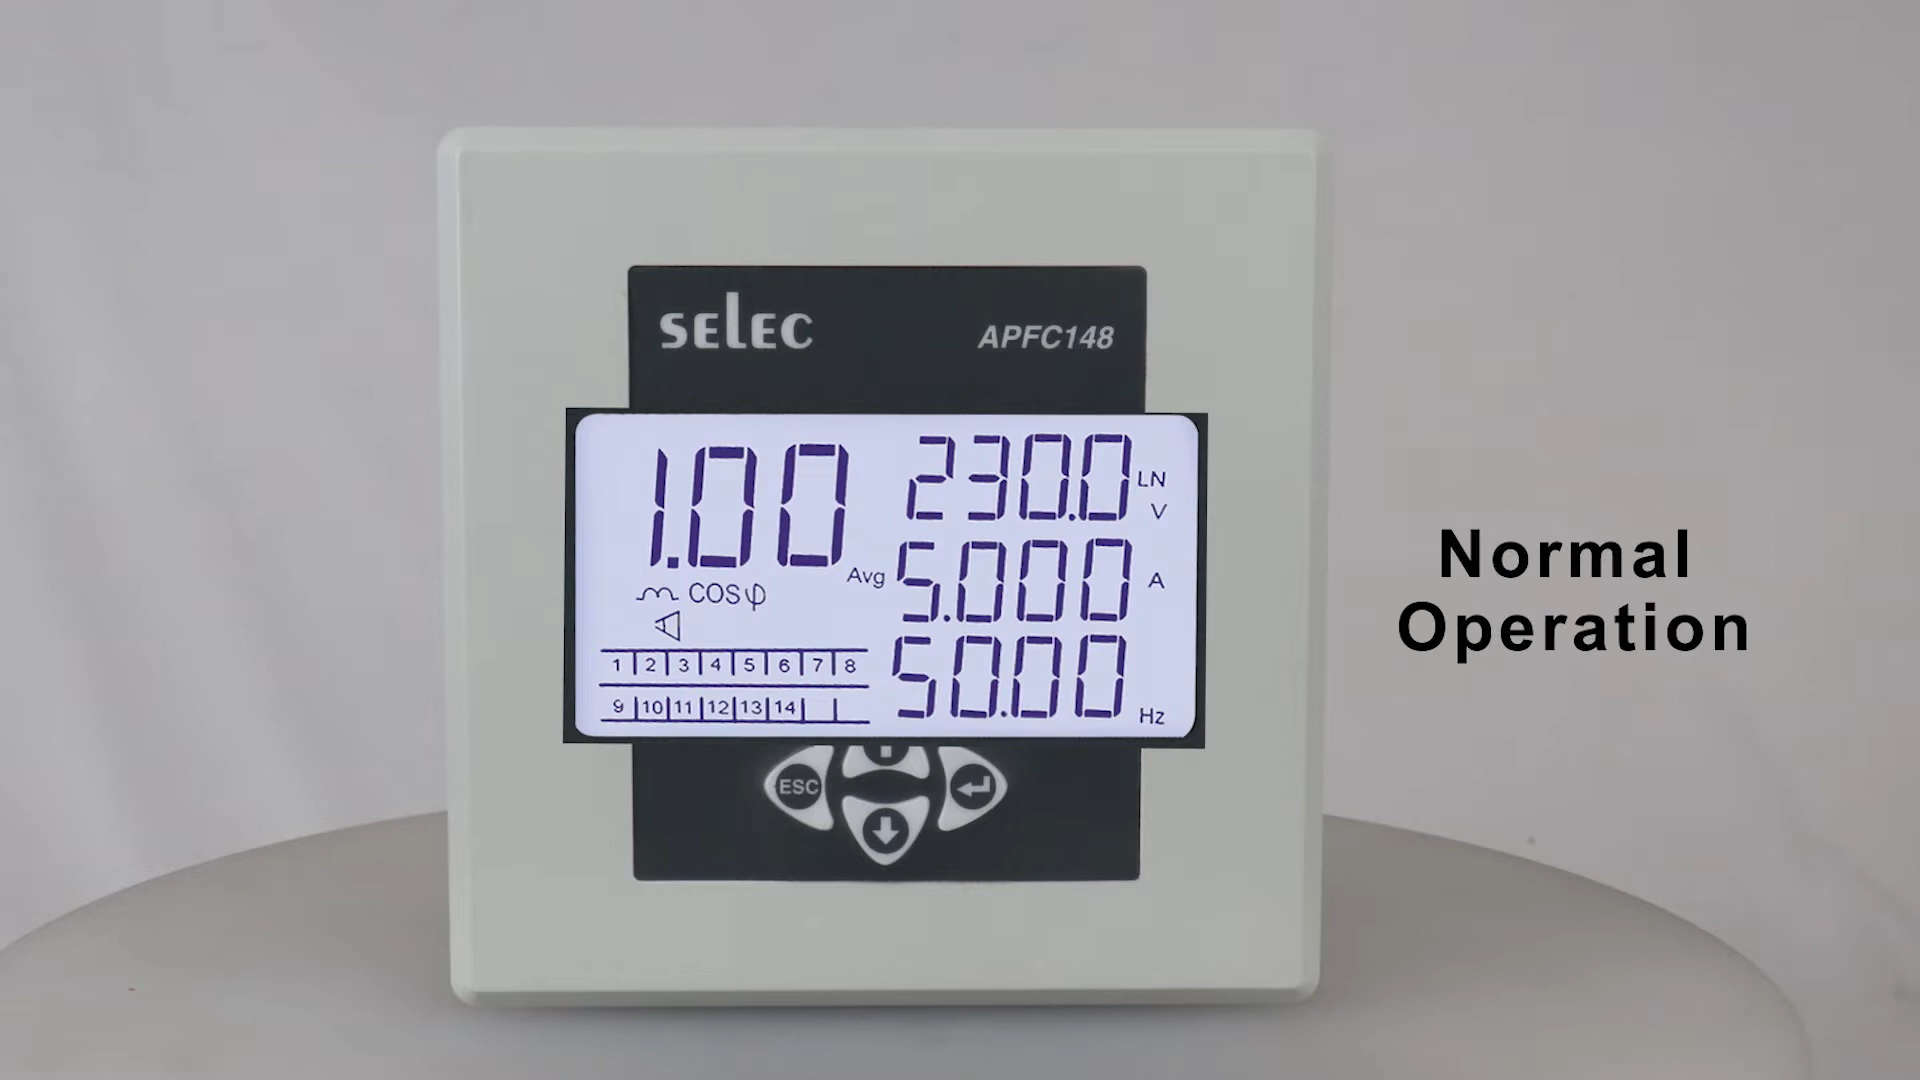 SELEC
APFC148
1.00
230.0 LN V
Avg 5.000 A
COSφ
50.00 Hz
1 2 3 4 5 6 7 8
9 10 11 12 13 14
ESC
Normal
Operation